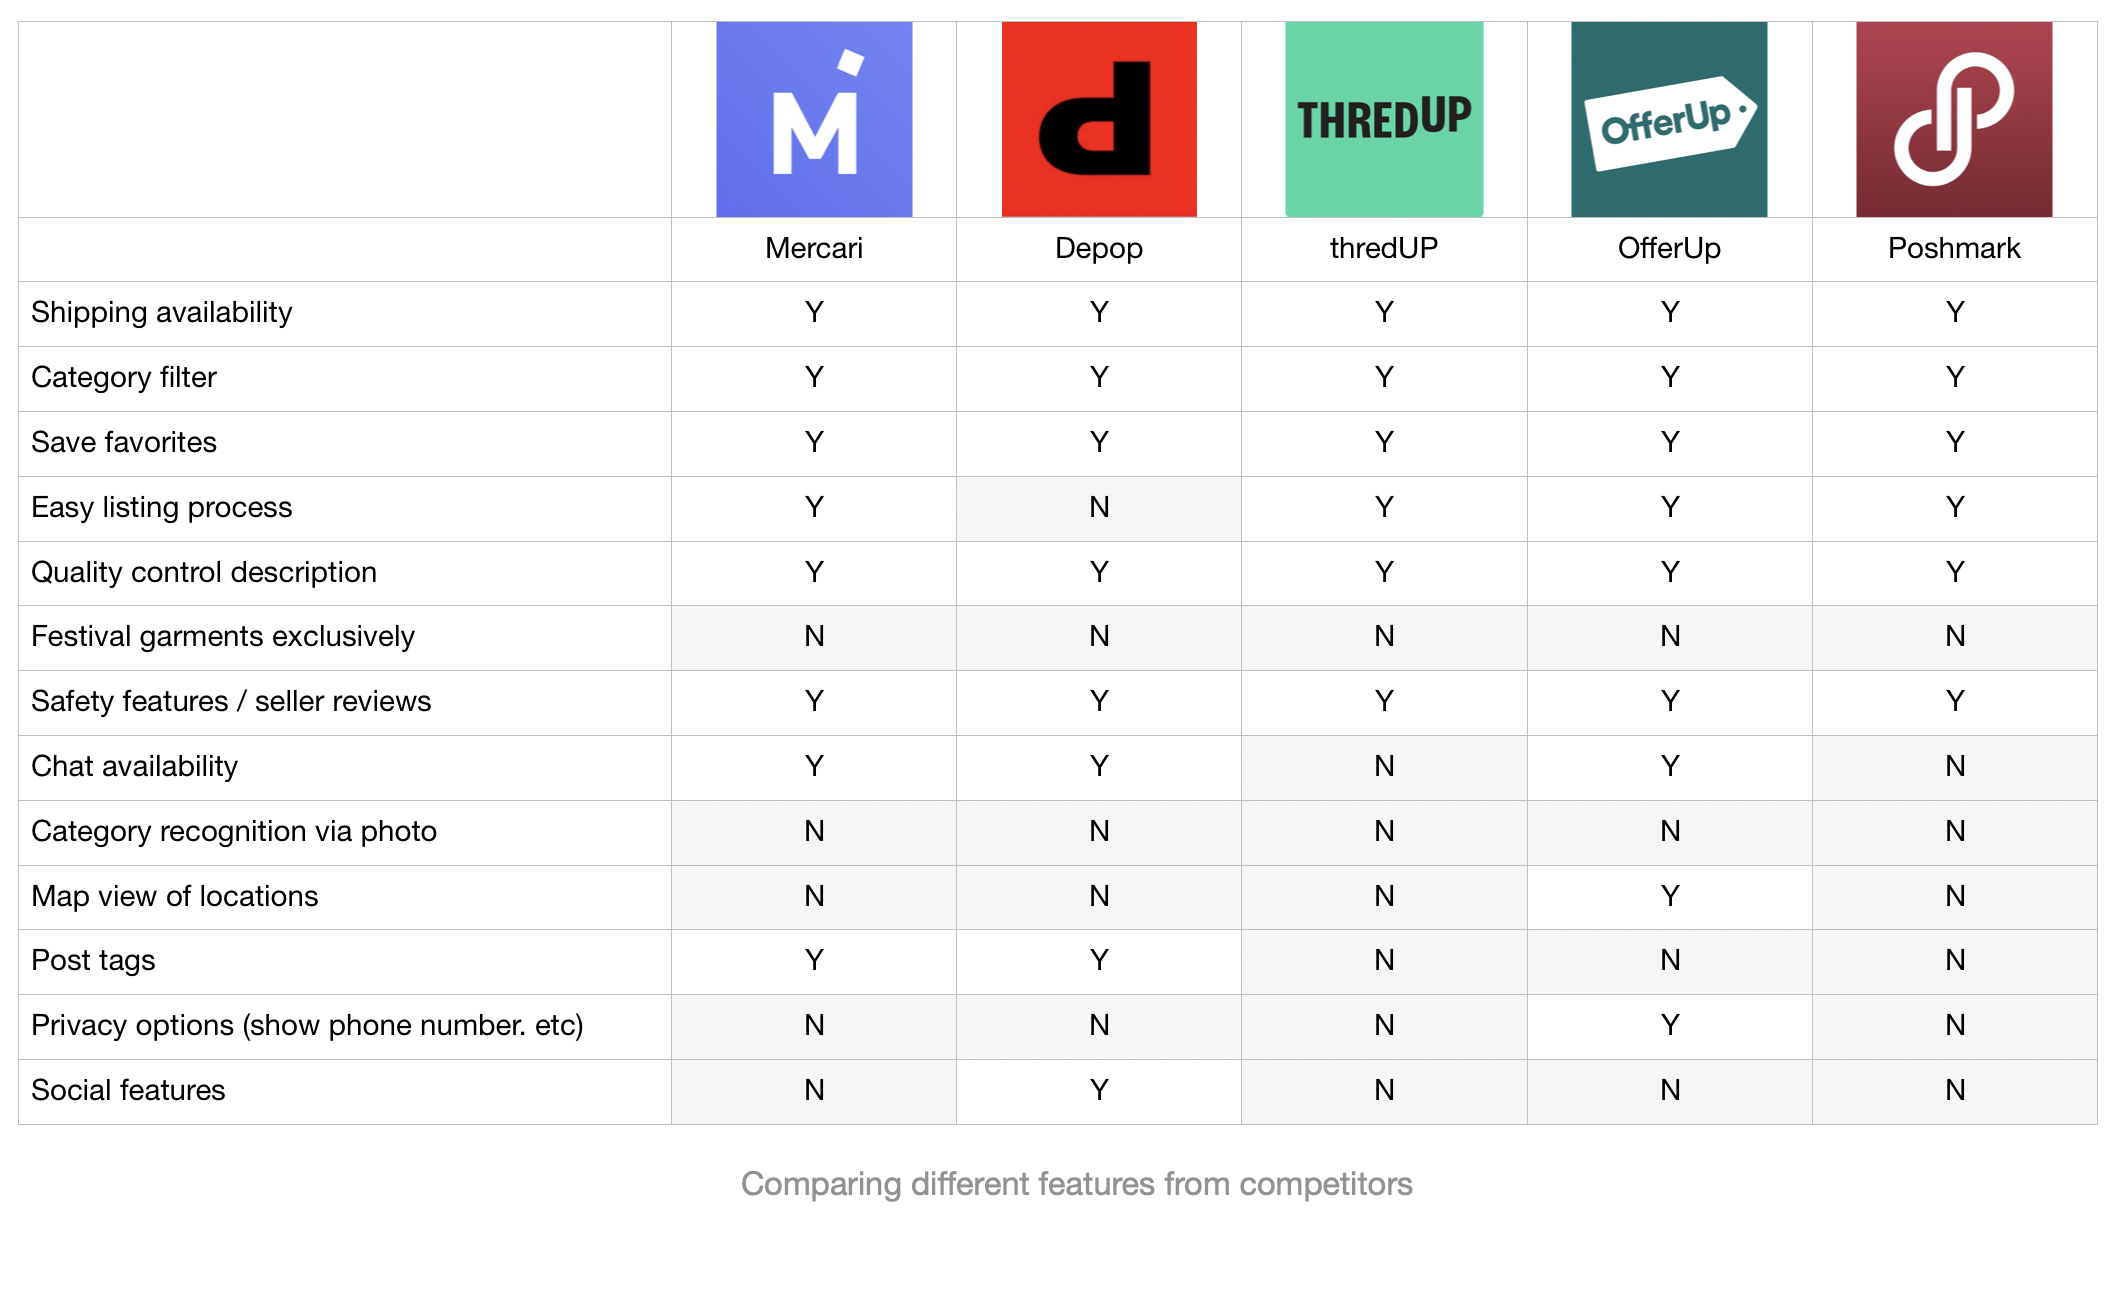 M d THREDUP OfferUp
Mercari Depop thredUP OfferUp Poshmark
Shipping availability Y Y Y Y Y
Category filter Y Y Y Y Y
Save favorites Y Y Y Y Y
Easy listing process Y N Y Y Y
Quality control description Y Y Y Y Y
Festival garments exclusively N N N N N
Safety features / seller reviews Y Y Y Y Y
Chat availability Y Y N Y N
Category recognition via photo N N N N N
Map view of locations N N N Y N
Post tags Y Y N N N
Privacy options (show phone number. etc) N N N Y N
Social features N Y N N N
Comparing different features from competitors